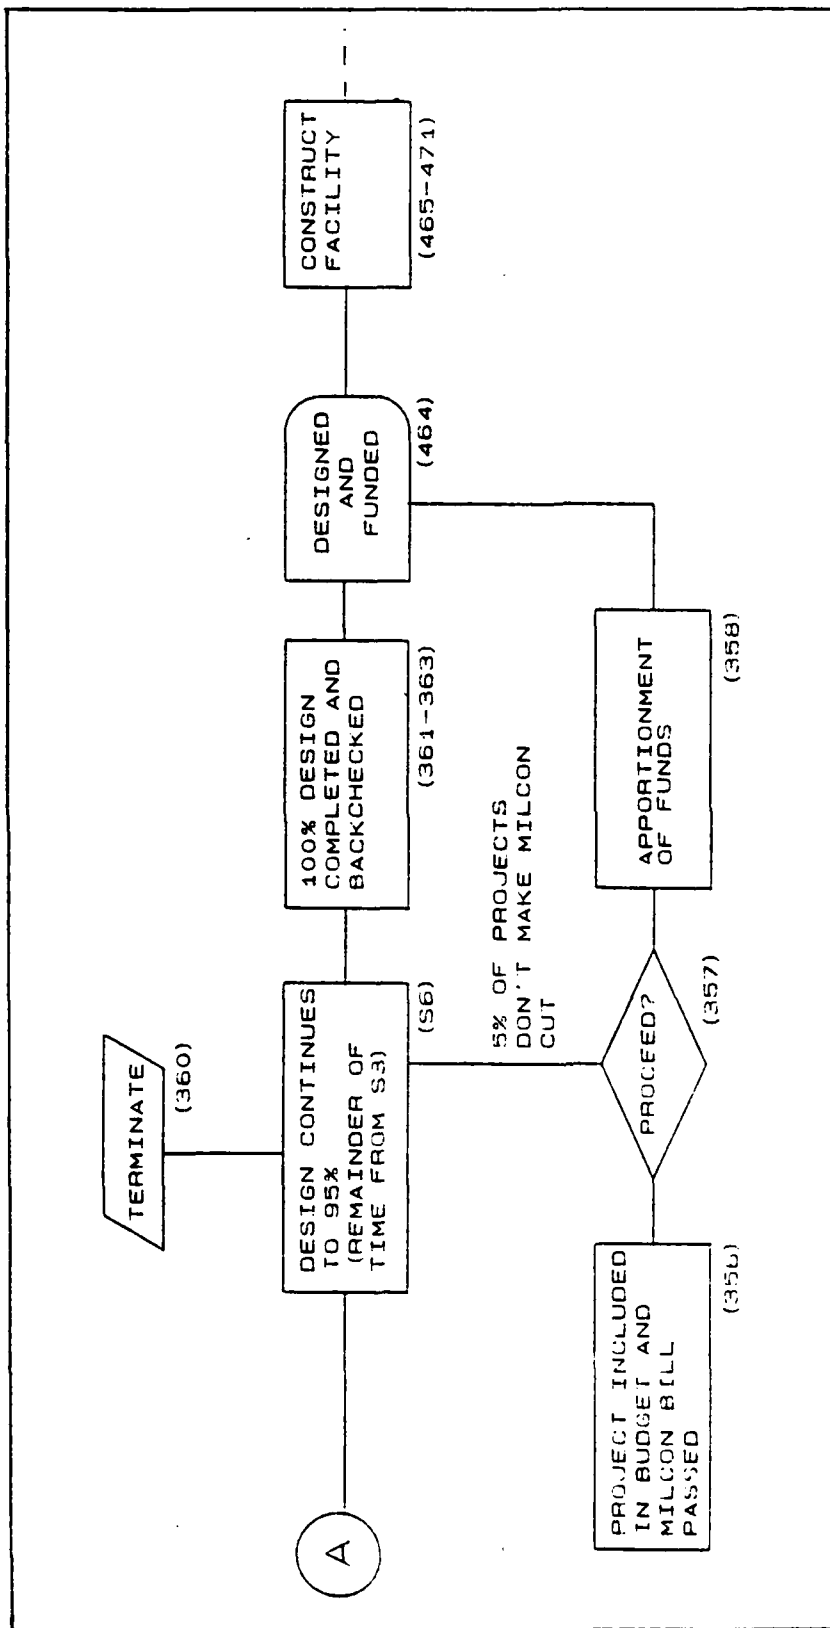 TERMINATE
(360)
A
DESIGN CONTINUES
TO 95%
(REMAINDER OF
TIME FROM S3)
(S6)
100% DESIGN
COMPLETED AND
BACKCHECKED
(361-363)
DESIGNED
AND
FUNDED
(464)
CONSTRUCT
FACILITY
(465-471)
5% OF PROJECTS
DON'T MAKE MILCON
CUT
PROJECT INCLUDED
IN BUDGET AND
MILCON BILL
PASSED
(356)
PROCEED?
(357)
APPORTIONMENT
OF FUNDS
(358)